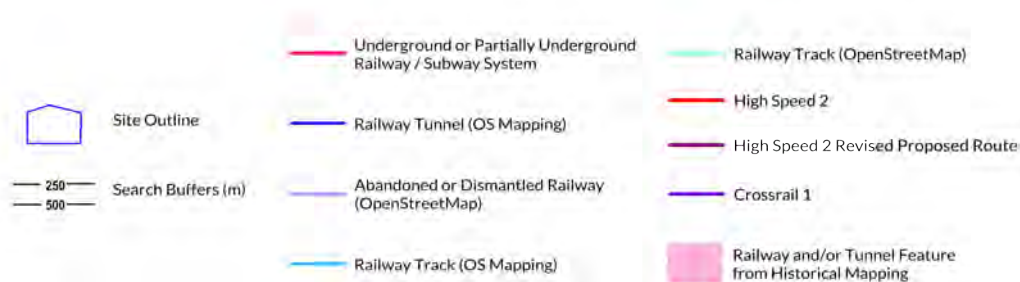 Site Outline
250
500
Search Buffers (m)
Underground or Partially Underground
Railway / Subway System
Railway Tunnel (OS Mapping)
Abandoned or Dismantled Railway
(OpenStreetMap)
Railway Track (OS Mapping)
Railway Track (OpenStreetMap)
High Speed 2
High Speed 2 Revised Proposed Route
Crossrail 1
Railway and/or Tunnel Feature
from Historical Mapping